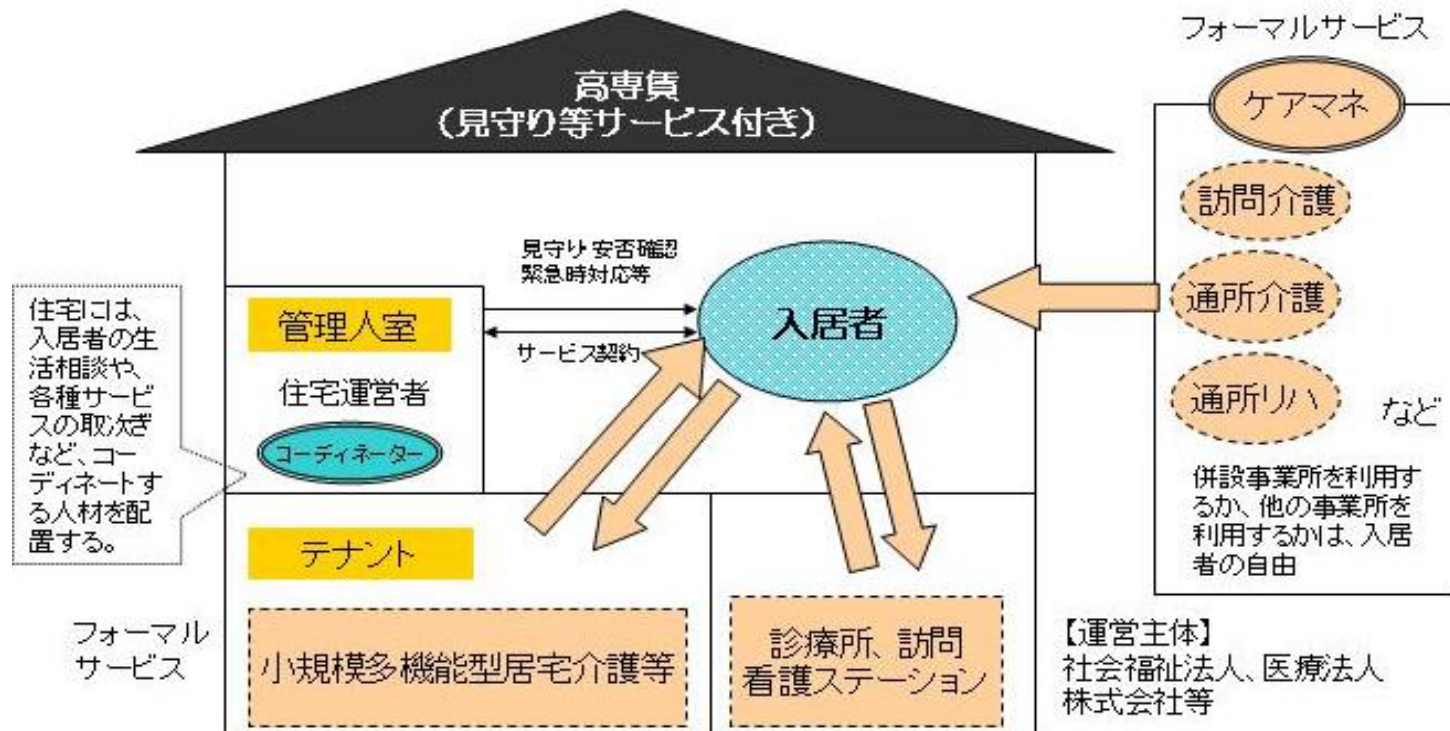 高専賃
(見守り等サービス付き)
フォーマルサービス
ケアマネ
訪問介護
通所介護
通所リハ
など
併設事業所を利用す
るか、他の事業所を
利用するかは、入居
者の自由
見守り・安否確認
緊急時対応等
サービス契約
入居者
管理人室
住宅運営者
コーディネーター
住宅には、
入居者の生
活相談や、
各種サービ
スの取次ぎ
など、コー
ディネートす
る人材を配
置する。
テナント
フォーマル
サービス
小規模多機能型居宅介護等
診療所、訪問
看護ステーション
【運営主体】
社会福祉法人、医療法人
株式会社等